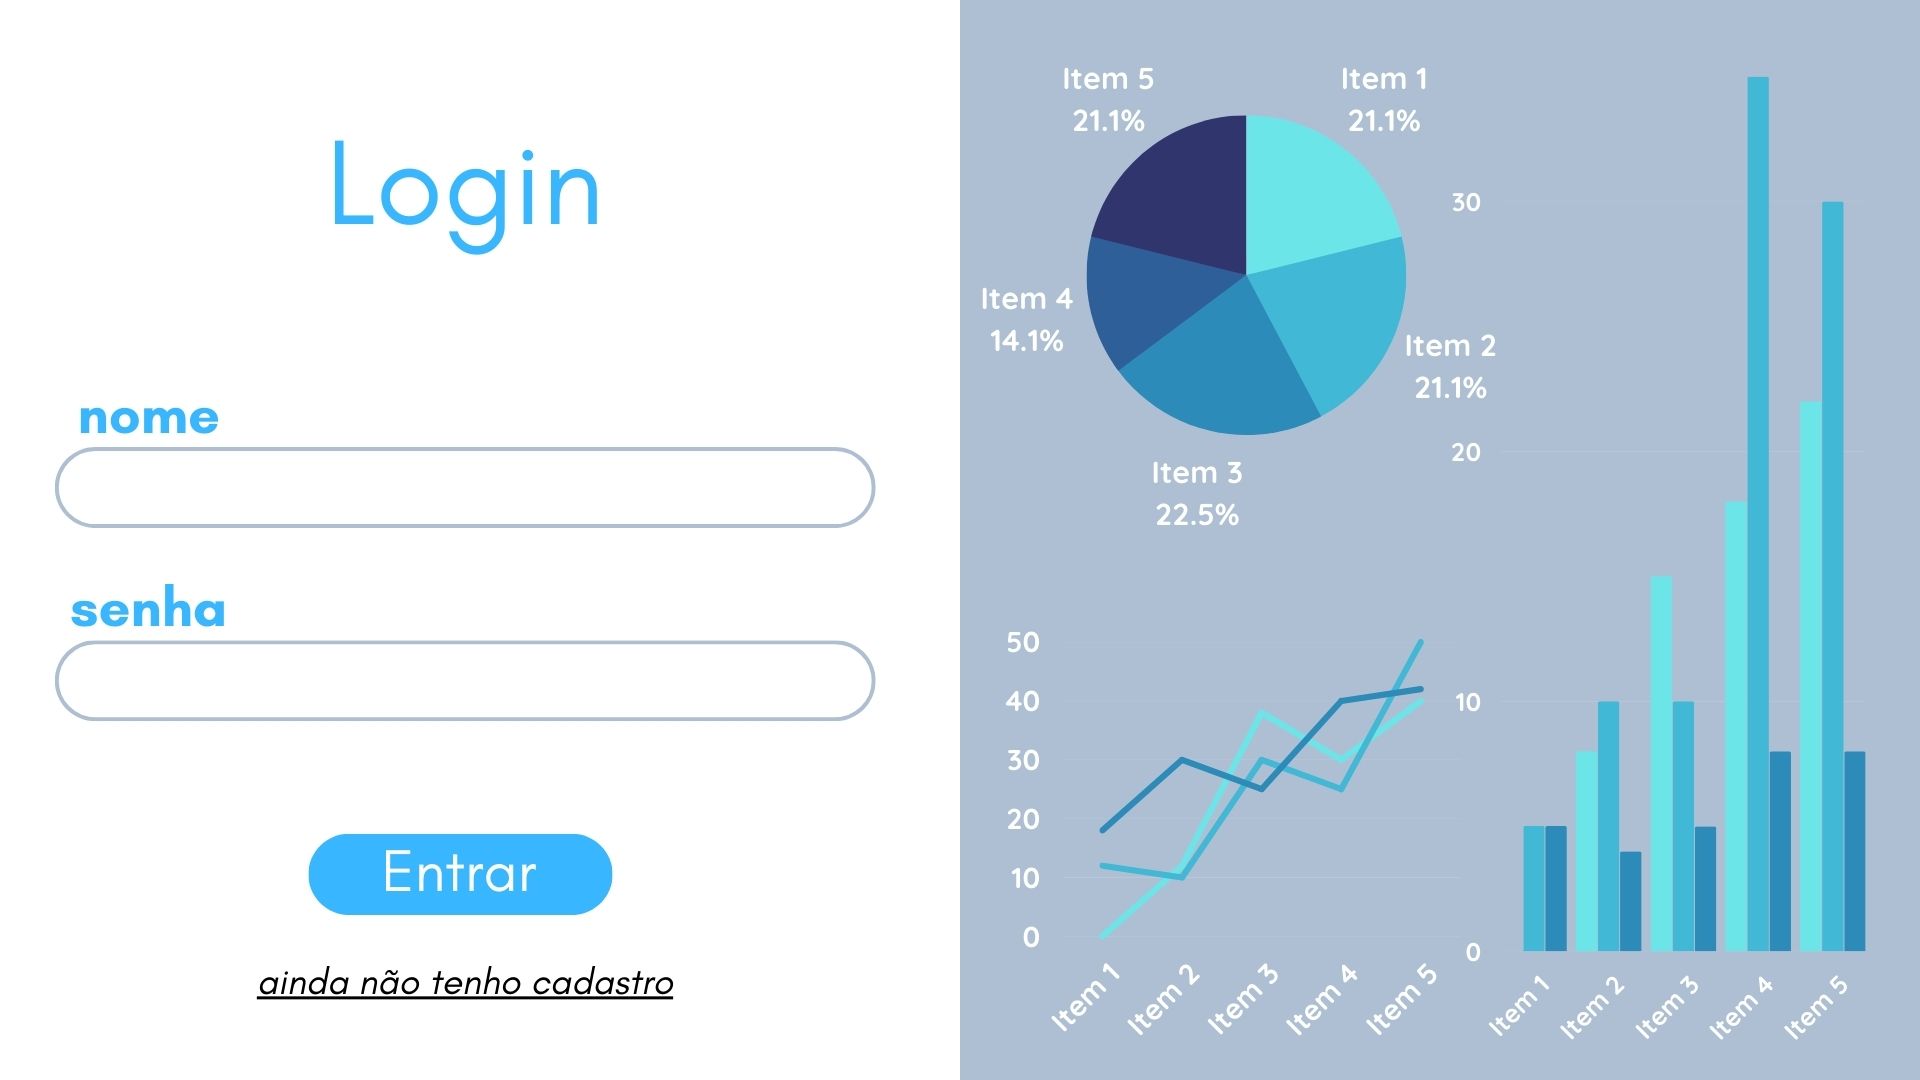 Login
nome
senha
Entrar
ainda não tenho cadastro
Item 5
21.1%
Item 1
21.1%
Item 4
14.1%
Item 2
21.1%
Item 3
22.5%
50
40
30
20
10
0
Item 1
Item 2
Item 3
Item 4
Item 5
30
20
10
0
Item 1
Item 2
Item 3
Item 4
Item 5